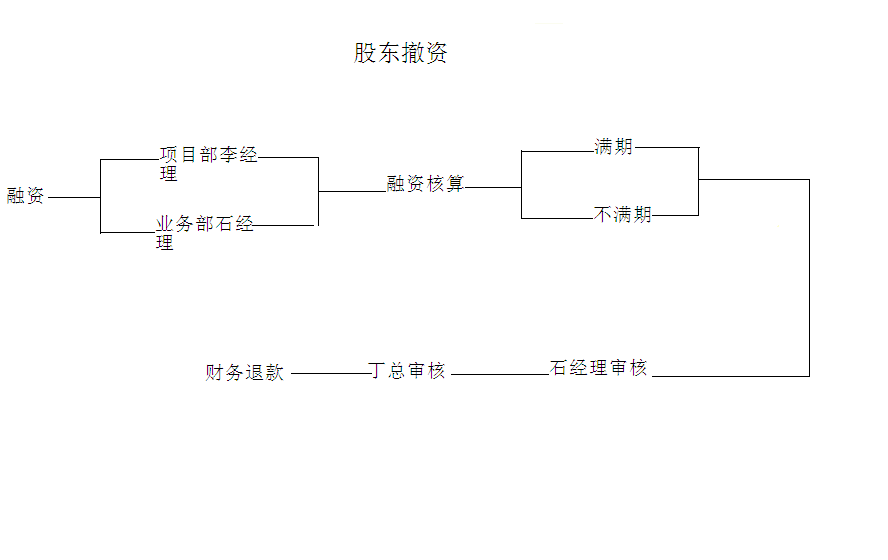 股东撤资
融资
项目部李经
理
业务部石经
理
融资核算
满期
不满期
财务退款
丁总审核
石经理审核